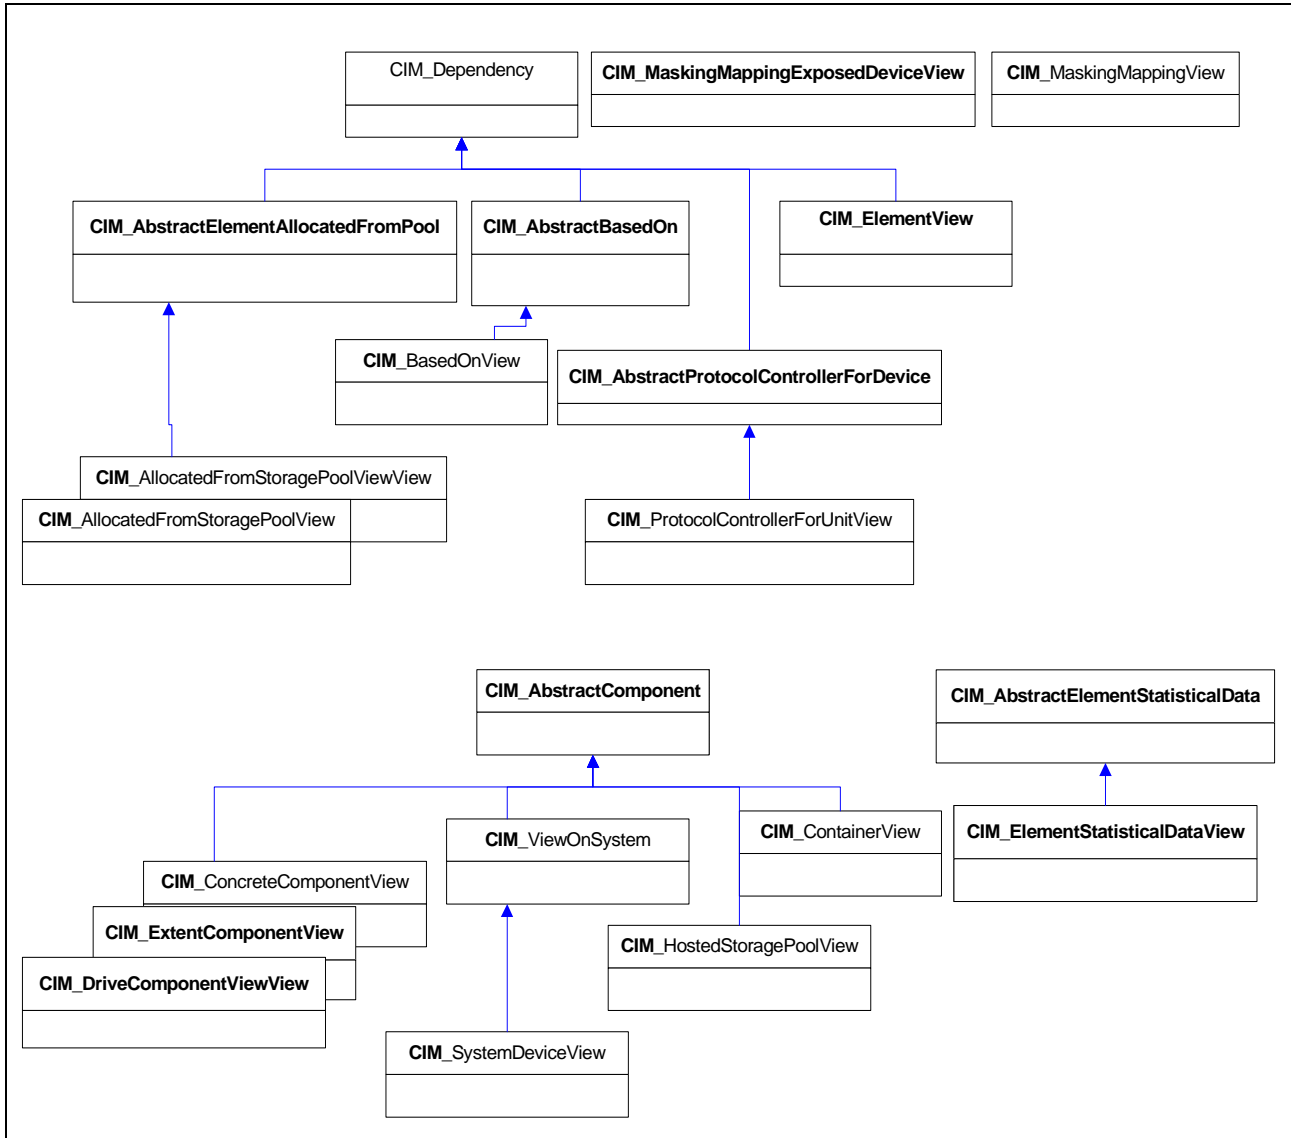 CIM_Dependency
CIM_MaskingMappingExposedDeviceView
CIM_MaskingMappingView
CIM_AbstractElementAllocatedFromPool
CIM_AbstractBasedOn
CIM_ElementView
CIM_BasedOnView
CIM_AbstractProtocolControllerForDevice
CIM_AllocatedFromStoragePoolViewView
CIM_AllocatedFromStoragePoolView
CIM_ProtocolControllerForUnitView
CIM_AbstractComponent
CIM_AbstractElementStatisticalData
CIM_ViewOnSystem
CIM_ContainerView
CIM_ElementStatisticalDataView
CIM_ConcreteComponentView
CIM_ExtentComponentView
CIM_HostedStoragePoolView
CIM_DriveComponentViewView
CIM_SystemDeviceView